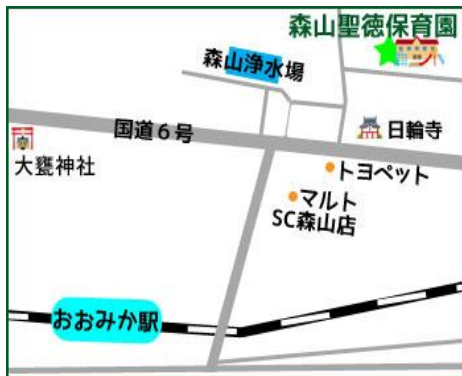 森山聖徳保育園
森山浄水場
国道６号
日輪寺
大甕神社
トヨペット
マルト
SC森山店
おおみか駅